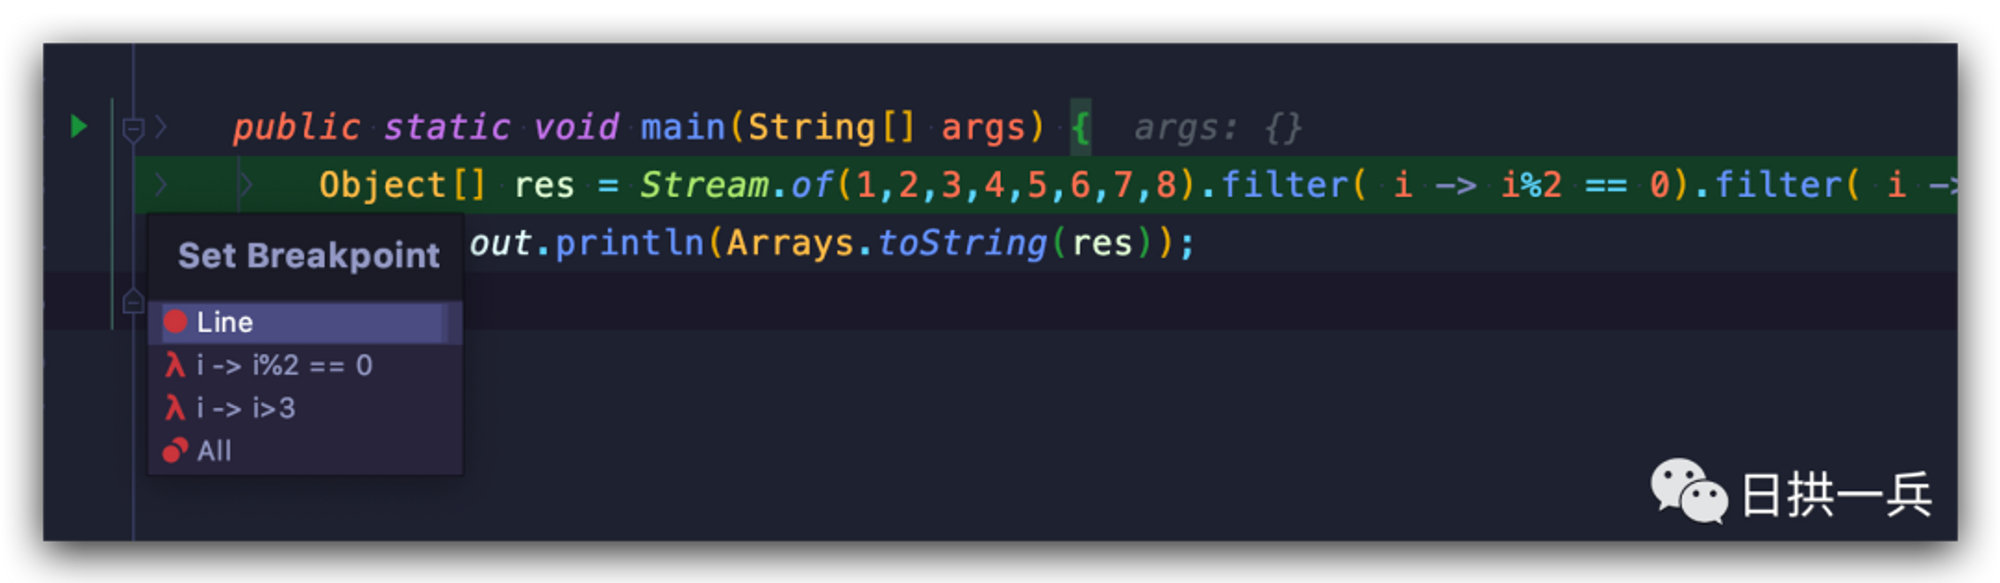 public static void main(String[] args) { args: {}
Object[] res = Stream.of(1,2,3,4,5,6,7,8).filter( i -> i%2 == 0).filter( i ->
out.println(Arrays.toString(res));
Set Breakpoint
Line
λ i -> i%2 == 0
λ i -> i>3
All
日拱一兵